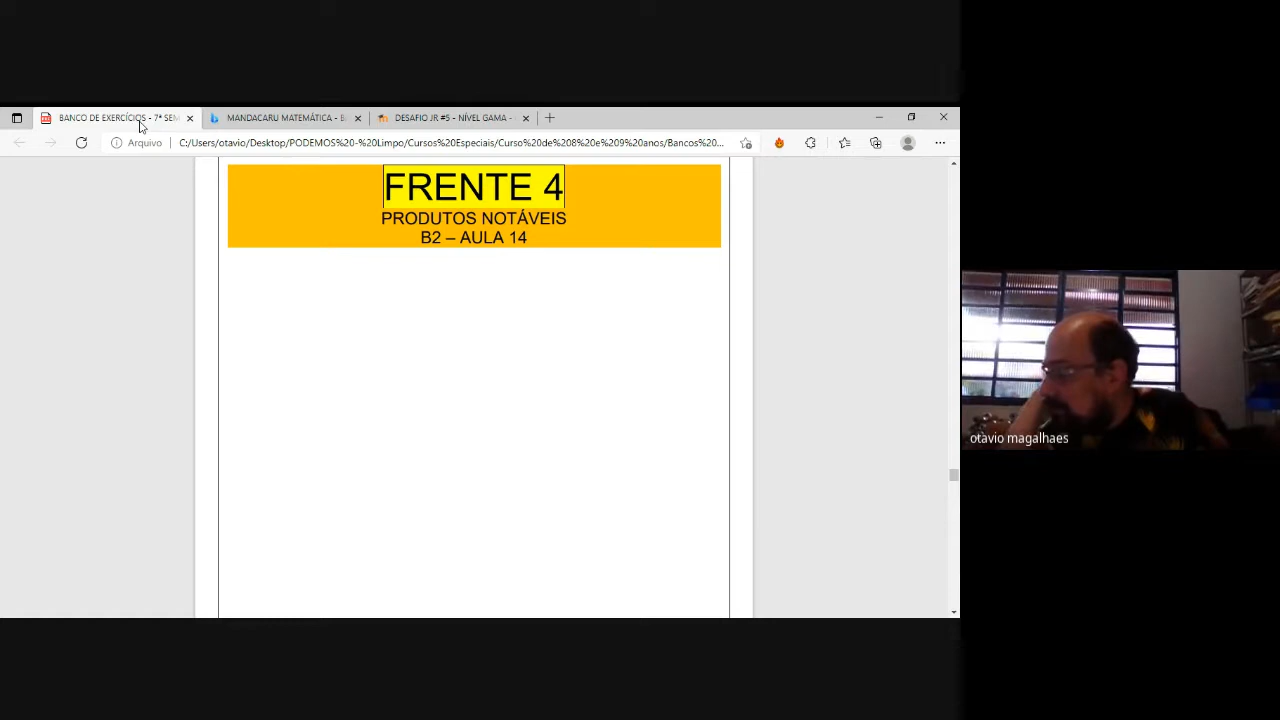 BANCO DE EXERCÍCIOS - 7ª SEM
MANDACARU MATEMÁTICA - B
DESAFIO JR #5 - NÍVEL GAMA -
Arquivo
C:/Users/otavio/Desktop/PODEMOS%20-%20Limpo/Cursos%20Especiais/Curso%20de%208%20e%209%20anos/Bancos%20...
FRENTE 4
PRODUTOS NOTÁVEIS
B2 – AULA 14
otavio magalhaes